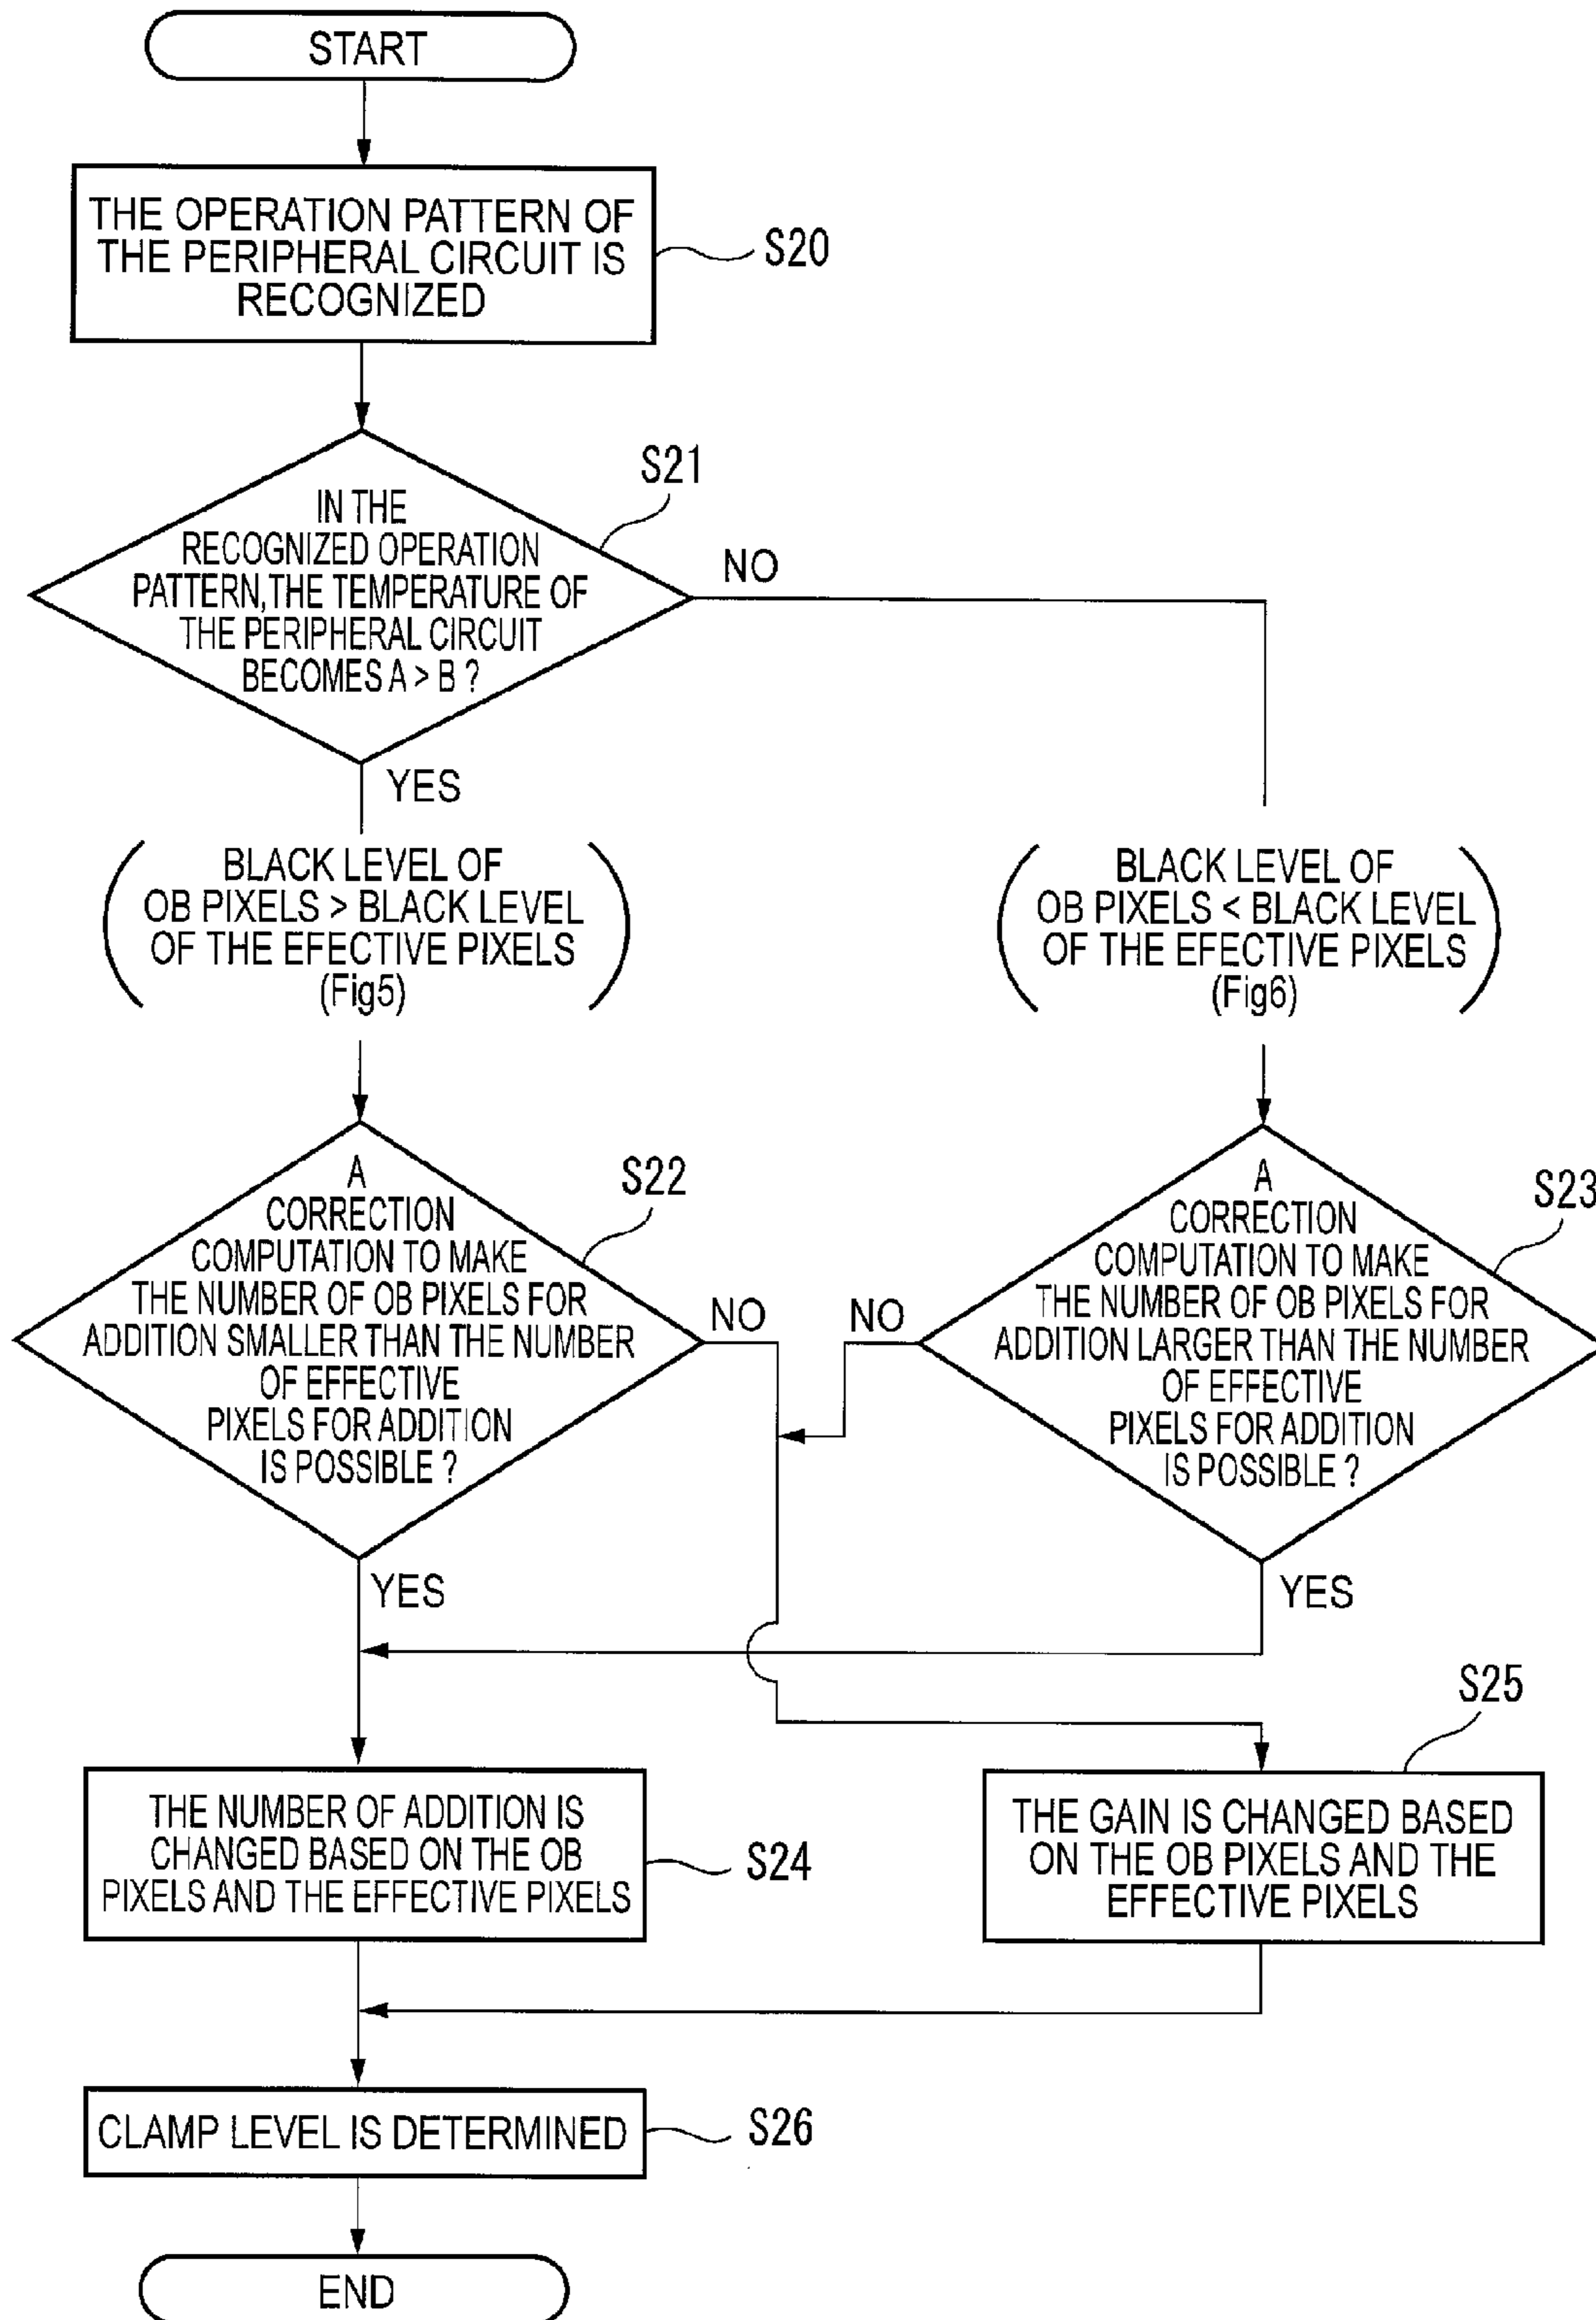 START
THE OPERATION PATTERN OF
THE PERIPHERAL CIRCUIT IS
RECOGNIZED
S20
S21
IN THE
RECOGNIZED OPERATION
PATTERN,THE TEMPERATURE OF
THE PERIPHERAL CIRCUIT
BECOMES A > B ?
NO
YES
BLACK LEVEL OF
OB PIXELS > BLACK LEVEL
OF THE EFECTIVE PIXELS
(Fig5)
BLACK LEVEL OF
OB PIXELS < BLACK LEVEL
OF THE EFECTIVE PIXELS
(Fig6)
S22
A
CORRECTION
COMPUTATION TO MAKE
THE NUMBER OF OB PIXELS FOR
ADDITION SMALLER THAN THE NUMBER
OF EFFECTIVE
PIXELS FOR ADDITION
IS POSSIBLE ?
NO
YES
S23
A
CORRECTION
COMPUTATION TO MAKE
THE NUMBER OF OB PIXELS FOR
ADDITION LARGER THAN THE NUMBER
OF EFFECTIVE
PIXELS FOR ADDITION
IS POSSIBLE ?
NO
YES
THE NUMBER OF ADDITION IS
CHANGED BASED ON THE OB
PIXELS AND THE EFFECTIVE PIXELS
S24
S25
THE GAIN IS CHANGED BASED
ON THE OB PIXELS AND THE
EFFECTIVE PIXELS
CLAMP LEVEL IS DETERMINED
S26
END